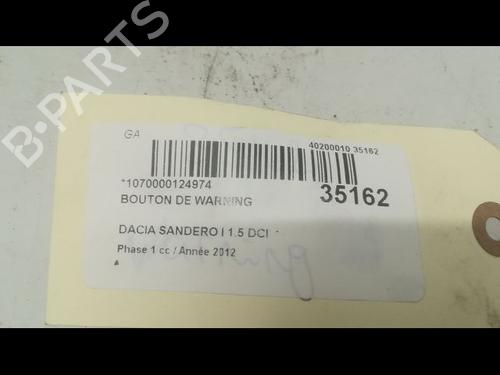 B-PARTS
GA
40200010 35162
*1070000124974
35162
BOUTON DE WARNING
DACIA SANDERO I 1.5 DCI
Phase 1 cc / Année 2012